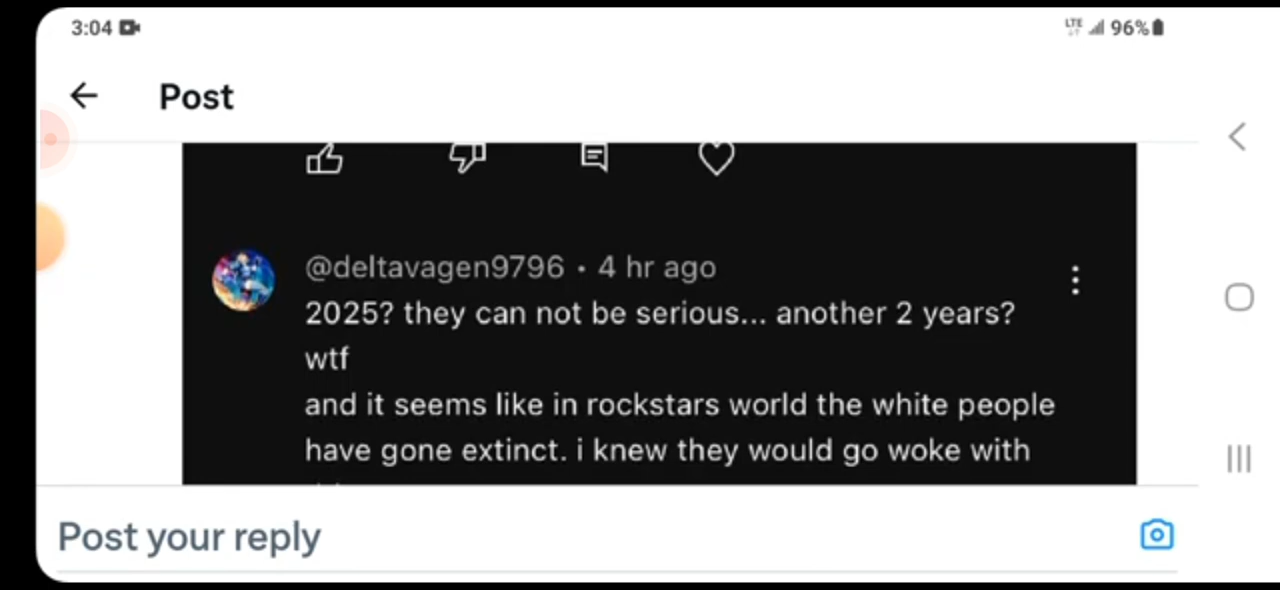 3:04 LTE 96%
Post
@deltavagen9796 • 4 hr ago
2025? they can not be serious... another 2 years?
wtf
and it seems like in rockstars world the white people
have gone extinct. i knew they would go woke with
Post your reply